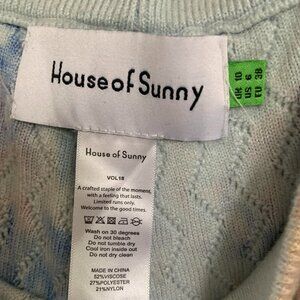 House of Sunny
UK 10
US 6
EU 38
House of Sunny
VOL18
A crafted staple of the moment,
with a feeling that lasts.
Limited runs only.
Welcome to the good times.
Wash on 30 degrees
Do not bleach
Do not tumble dry
Cool iron inside out
Do not dry clean
MADE IN CHINA
52%VISCOSE
27%POLYESTER
21%NYLON